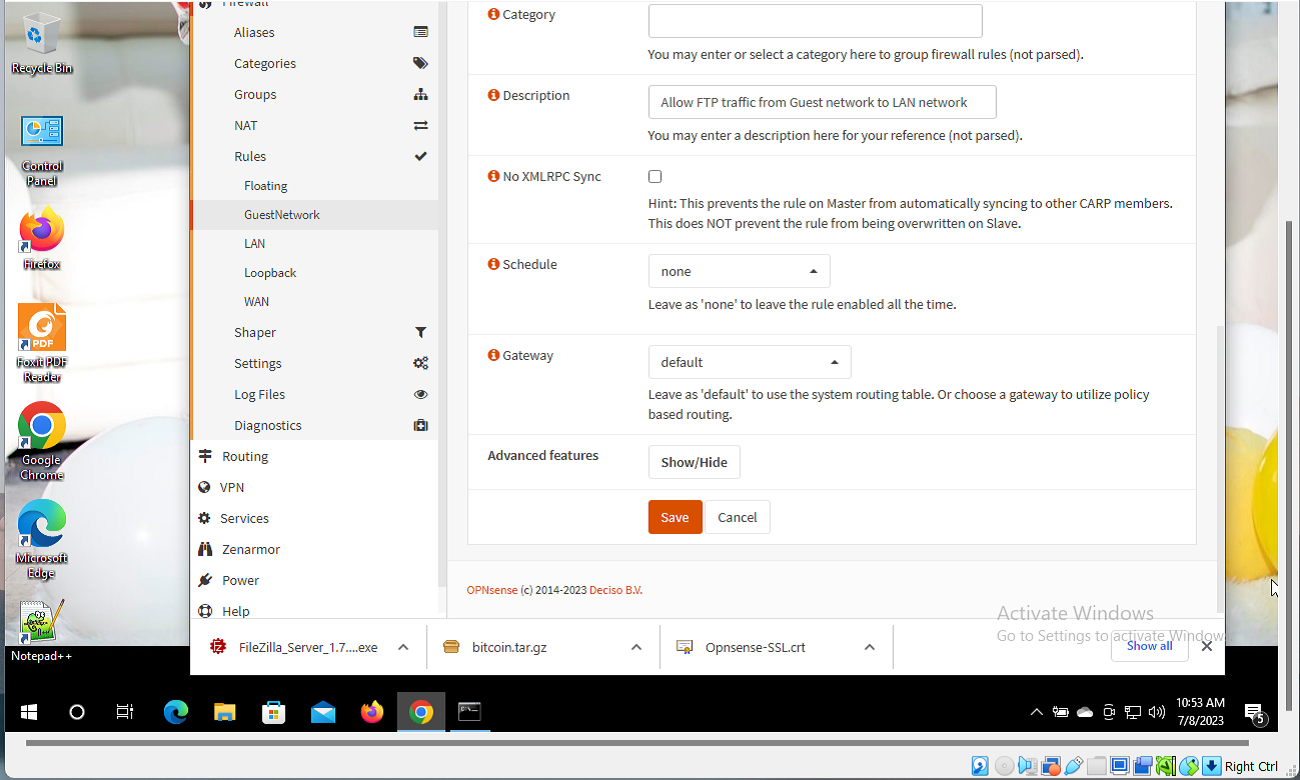 Recycle Bin
Control
Panel
Firefox
Foxit PDF
Reader
Google
Chrome
Microsoft
Edge
Notepad++
Firewall
Aliases
Categories
Groups
NAT
Rules
Floating
GuestNetwork
LAN
Loopback
WAN
Shaper
Settings
Log Files
Diagnostics
Routing
VPN
Services
Zenarmor
Power
Help
Category
You may enter or select a category here to group firewall rules (not parsed).
Description
Allow FTP traffic from Guest network to LAN network
You may enter a description here for your reference (not parsed).
No XMLRPC Sync
Hint: This prevents the rule on Master from automatically syncing to other CARP members.
This does NOT prevent the rule from being overwritten on Slave.
Schedule
none
Leave as 'none' to leave the rule enabled all the time.
Gateway
default
Leave as 'default' to use the system routing table. Or choose a gateway to utilize policy
based routing.
Advanced features
Show/Hide
Save
Cancel
OPNsense (c) 2014-2023 Deciso B.V.
Activate Windows
Go to Settings to activate Windows
FileZilla_Server_1.7....exe
bitcoin.tar.gz
Opnsense-SSL.crt
Show all
10:53 AM
7/8/2023
5
Right Ctrl